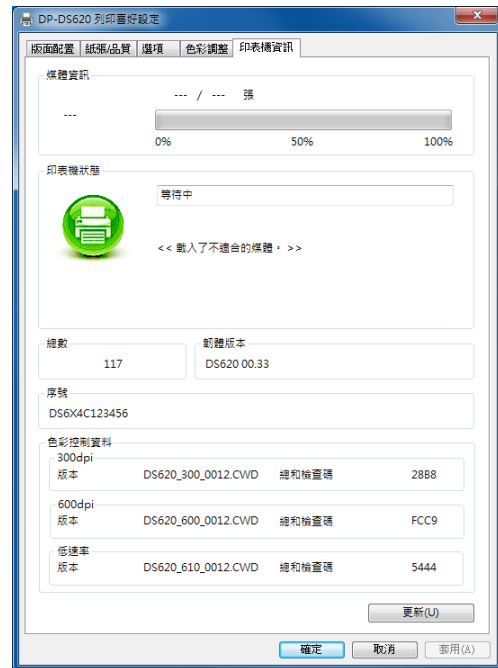 DP-DS620 列印喜好設定
版面配置 紙張/品質 選項 色彩調整 印表機資訊
媒體資訊
--- / --- 張
---
0% 50% 100%
印表機狀態
等待中
<< 載入了不適合的媒體。 >>
總數 韌體版本
117 DS620 00.33
序號
DS6X4C123456
色彩控制資料
300dpi
版本 DS620_300_0012.CWD 總和檢查碼 28B8
600dpi
版本 DS620_600_0012.CWD 總和檢查碼 FCC9
低速率
版本 DS620_610_0012.CWD 總和檢查碼 5444
更新(U)
確定 取消 套用(A)